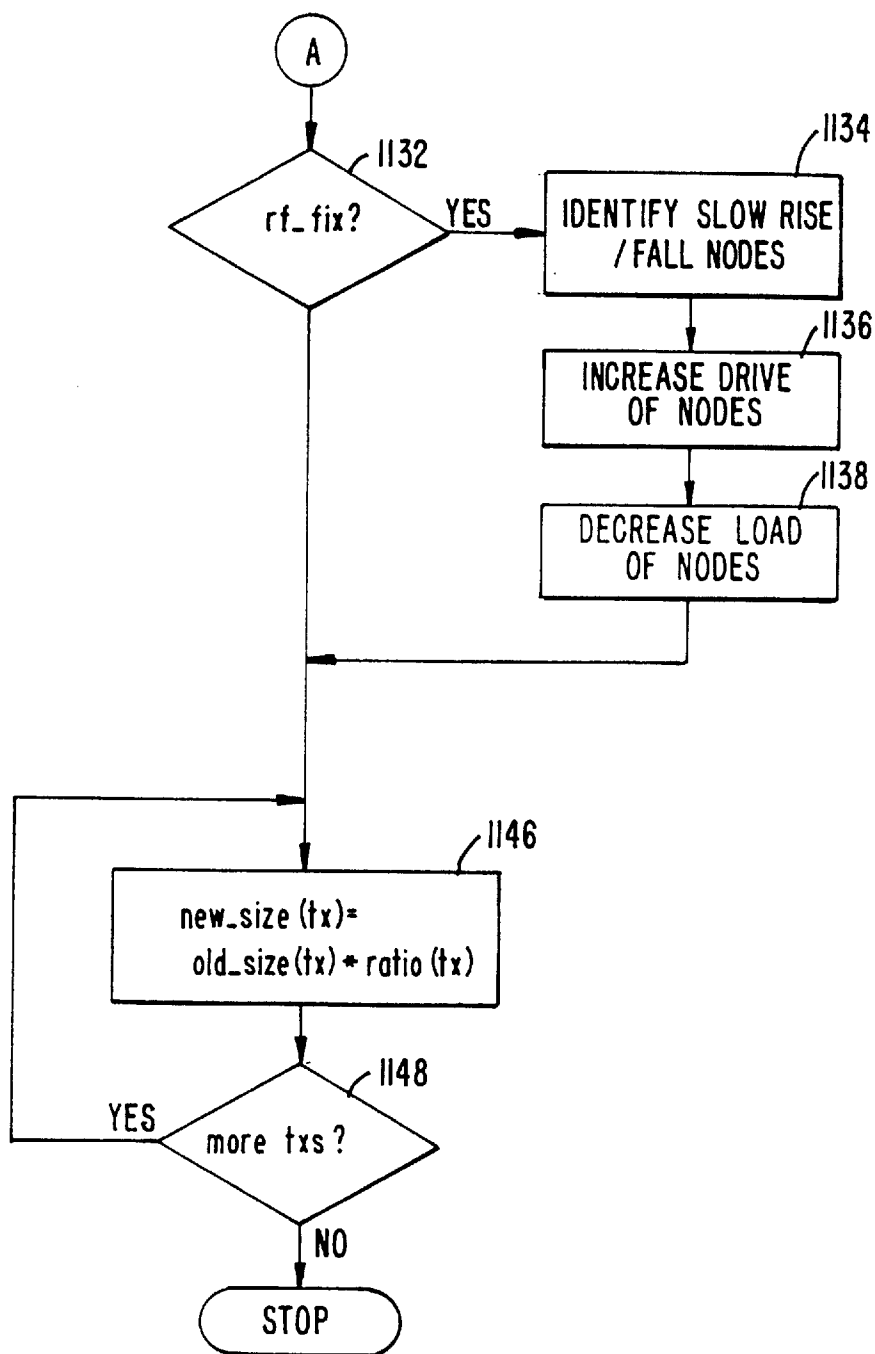 A
1132
rf_fix?
YES
1134
IDENTIFY SLOW RISE
/FALL NODES
1136
INCREASE DRIVE
OF NODES
1138
DECREASE LOAD
OF NODES
1146
new_size(tx)=
old_size(tx)*ratio(tx)
1148
YES
more txs?
NO
STOP